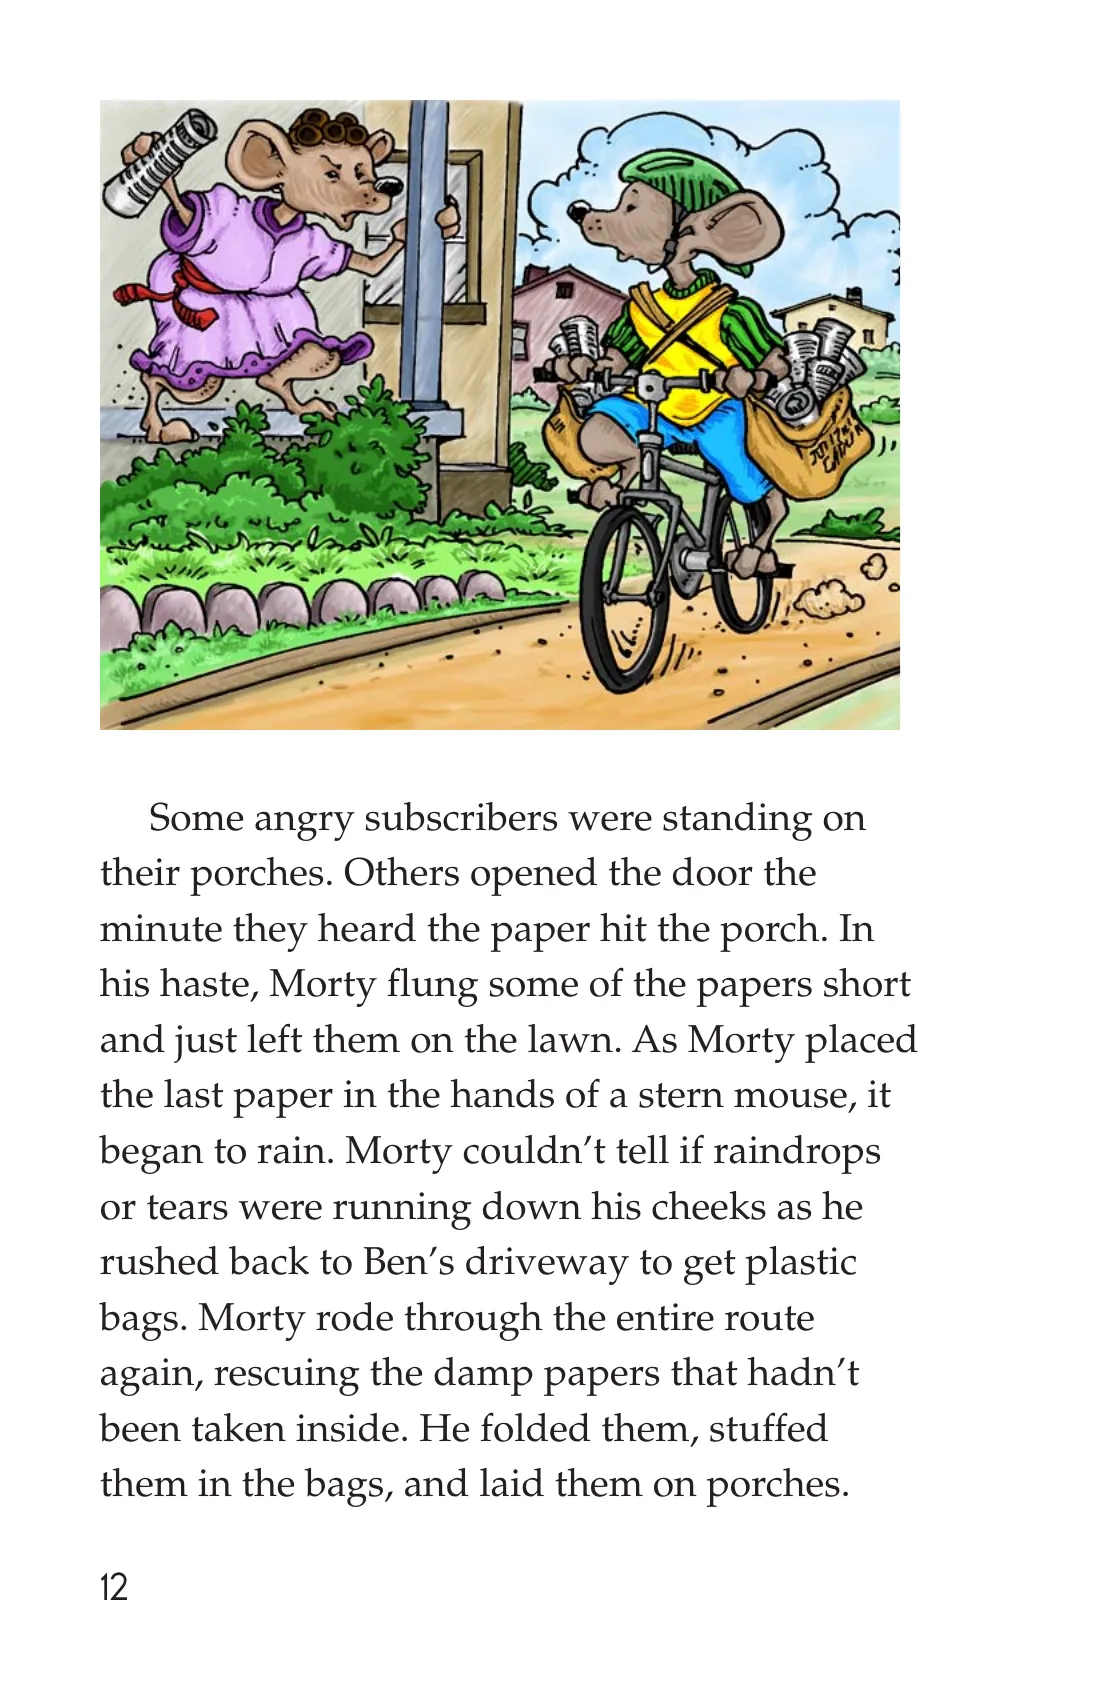 Some angry subscribers were standing on
their porches. Others opened the door the
minute they heard the paper hit the porch. In
his haste, Morty flung some of the papers short
and just left them on the lawn. As Morty placed
the last paper in the hands of a stern mouse, it
began to rain. Morty couldn’t tell if raindrops
or tears were running down his cheeks as he
rushed back to Ben’s driveway to get plastic
bags. Morty rode through the entire route
again, rescuing the damp papers that hadn’t
been taken inside. He folded them, stuffed
them in the bags, and laid them on porches.
12